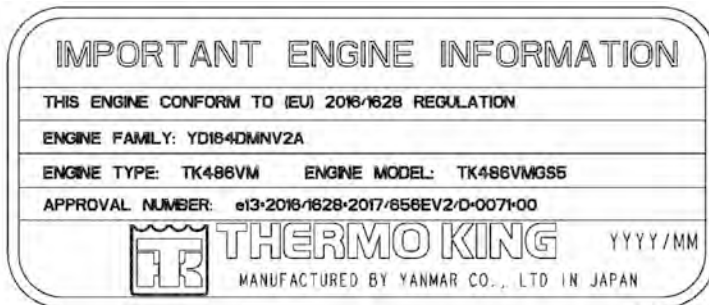 IMPORTANT ENGINE INFORMATION
THIS ENGINE CONFORM TO (EU) 2016/1628 REGULATION
ENGINE FAMILY: YD184DMNV2A
ENGINE TYPE: TK486VM ENGINE MODEL: TK486VMGS5
APPROVAL NUMBER: e13*2016/1628*2017/656EV2/D*0071*00
TK THERMO KING YYYY/MM
MANUFACTURED BY YANMAR CO., LTD IN JAPAN